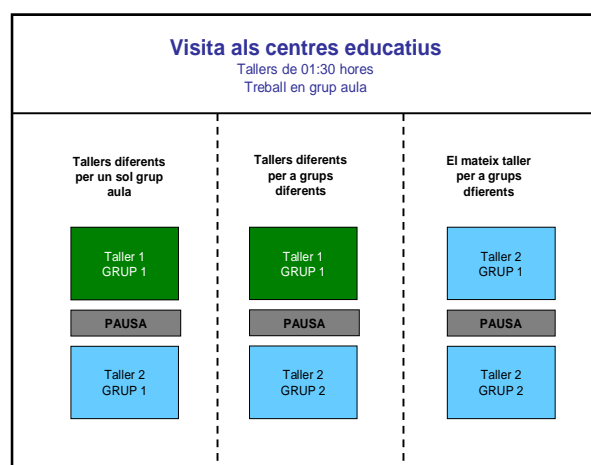 Visita als centres educatius
Tallers de 01:30 hores
Treball en grup aula
Tallers diferents
per un sol grup
aula
Taller 1
GRUP 1
PAUSA
Taller 2
GRUP 1
Tallers diferents
per a grups
diferents
Taller 1
GRUP 1
PAUSA
Taller 2
GRUP 2
El mateix taller
per a grups
dfierents
Taller 2
GRUP 1
PAUSA
Taller 2
GRUP 2